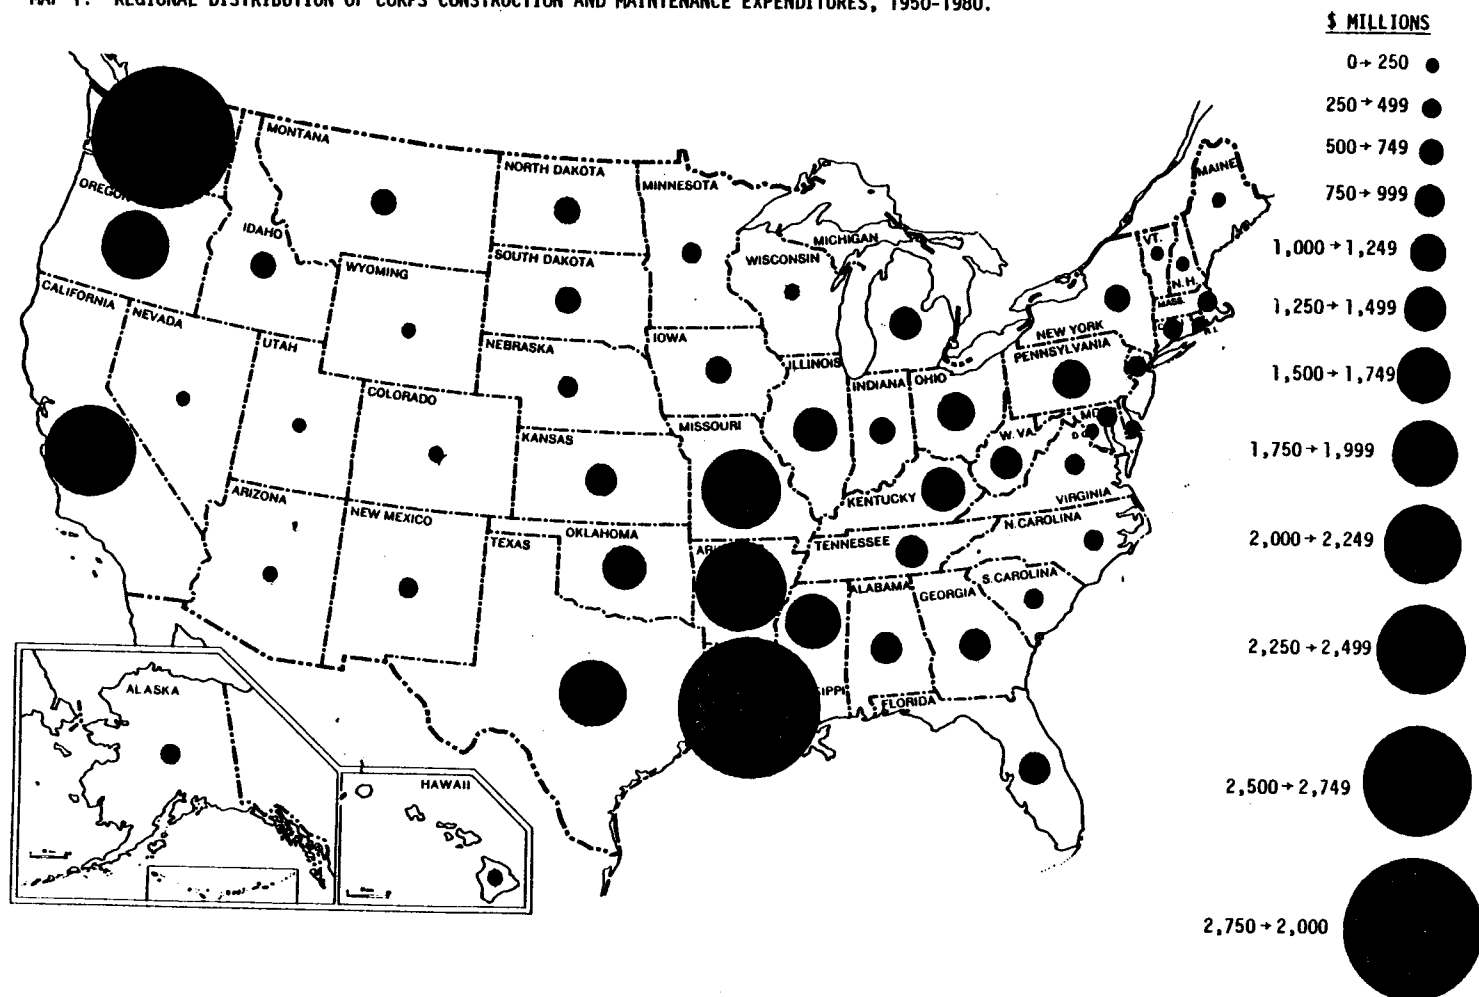 MAP 1. REGIONAL DISTRIBUTION OF CORPS CONSTRUCTION AND MAINTENANCE EXPENDITURES, 1950-1980.
$ MILLIONS
0→ 250
250→499
500→ 749
750→999
1,000→1,249
1,250→1,499
1,500→1,749
1,750→1,999
2,000→2,249
2,250→2,499
2,500→2,749
2,750→2,000
MONTANA
NORTH DAKOTA
MINNESOTA
MAINE
OREGON
IDAHO
WYOMING
SOUTH DAKOTA
WISCONSIN
MICHIGAN
VT.
N.H.
MASS.
R.I.
CALIFORNIA
NEVADA
UTAH
NEBRASKA
IOWA
ILLINOIS
INDIANA
OHIO
NEW YORK
PENNSYLVANIA
COLORADO
KANSAS
MISSOURI
W. VA.
MD.
D.C.
KENTUCKY
VIRGINIA
ARIZONA
NEW MEXICO
TEXAS
OKLAHOMA
TENNESSEE
N. CAROLINA
ALABAMA
GEORGIA
S. CAROLINA
SIPPI
FLORIDA
ALASKA
HAWAII